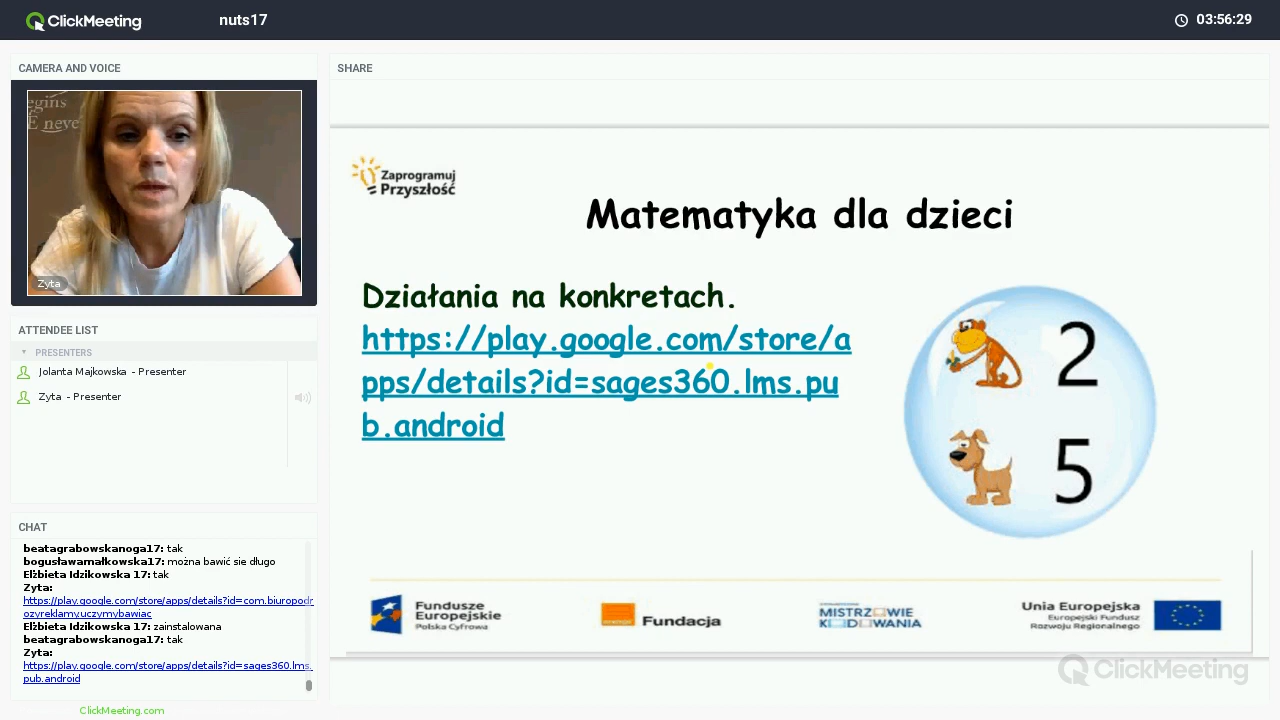 ClickMeeting
nuts17
03:56:29
CAMERA AND VOICE
egins
E neve
Zyta
ATTENDEE LIST
PRESENTERS
Jolanta Majkowska - Presenter
Zyta - Presenter
CHAT
beatagrabowskanoga17: tak
bogusławamałkowska17: można bawić sie długo
Elżbieta Idzikowska 17: tak
Zyta:
https://play.google.com/store/apps/details?id=com.biuropodr
ozyreklamy.uczymybawiac
Elżbieta Idzikowska 17: zainstalowana
beatagrabowskanoga17: tak
Zyta:
https://play.google.com/store/apps/details?id=sages360.lms.
pub.android
ClickMeeting.com
SHARE
Zaprogramuj
Przyszłość
Matematyka dla dzieci
Działania na konkretach.
https://play.google.com/store/a
pps/details?id=sages360.lms.pu
b.android
2
5
Fundusze
Europejskie
Polska Cyfrowa
Fundacja
MISTRZOWIE
KODOWANIA
Unia Europejska
Europejski Fundusz
Rozwoju Regionalnego
ClickMeeting